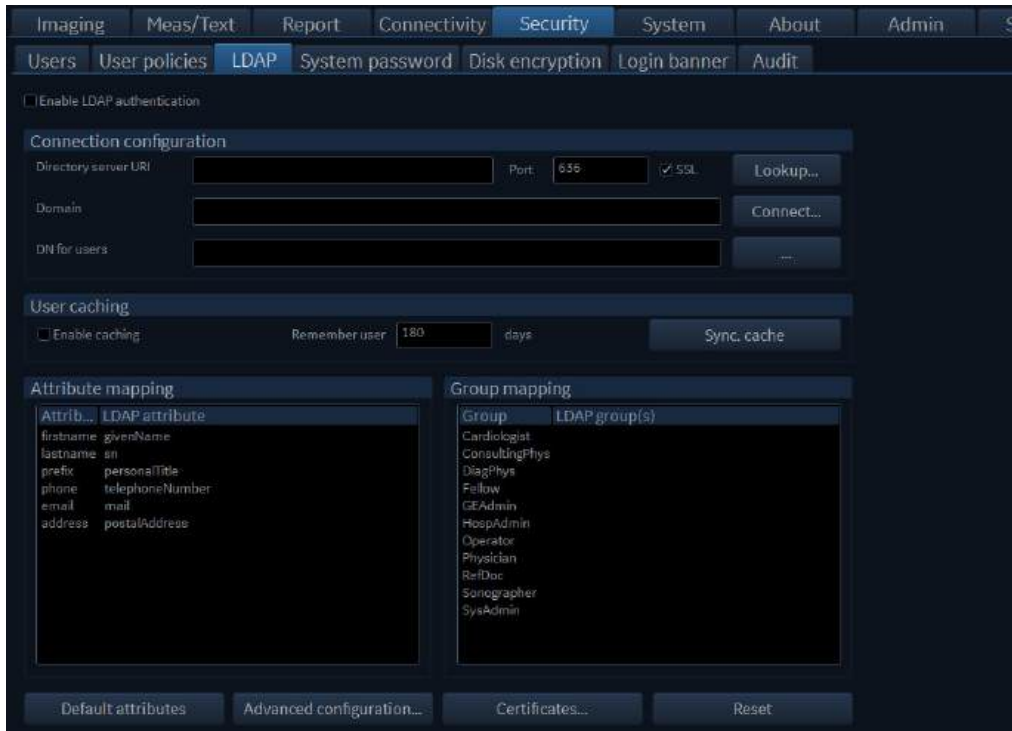 Imaging Meas/Text Report Connectivity Security System About Admin S
Users User policies LDAP System password Disk encryption Login banner Audit
Enable LDAP authentication
Connection configuration
Directory server URI Port 636 SSL Lookup...
Domain Connect...
DN for users ...
User caching
Enable caching Remember user 180 days Sync. cache
Attribute mapping Group mapping
Attrib... LDAP attribute Group LDAP group(s)
firstname givenName Cardiologist
lastname sn ConsultingPhys
prefix personalTitle DiagPhys
phone telephoneNumber Fellow
email mail GEAdmin
address postalAddress HospAdmin
Operator
Physician
RefDoc
Sonographer
SysAdmin
Default attributes Advanced configuration... Certificates... Reset